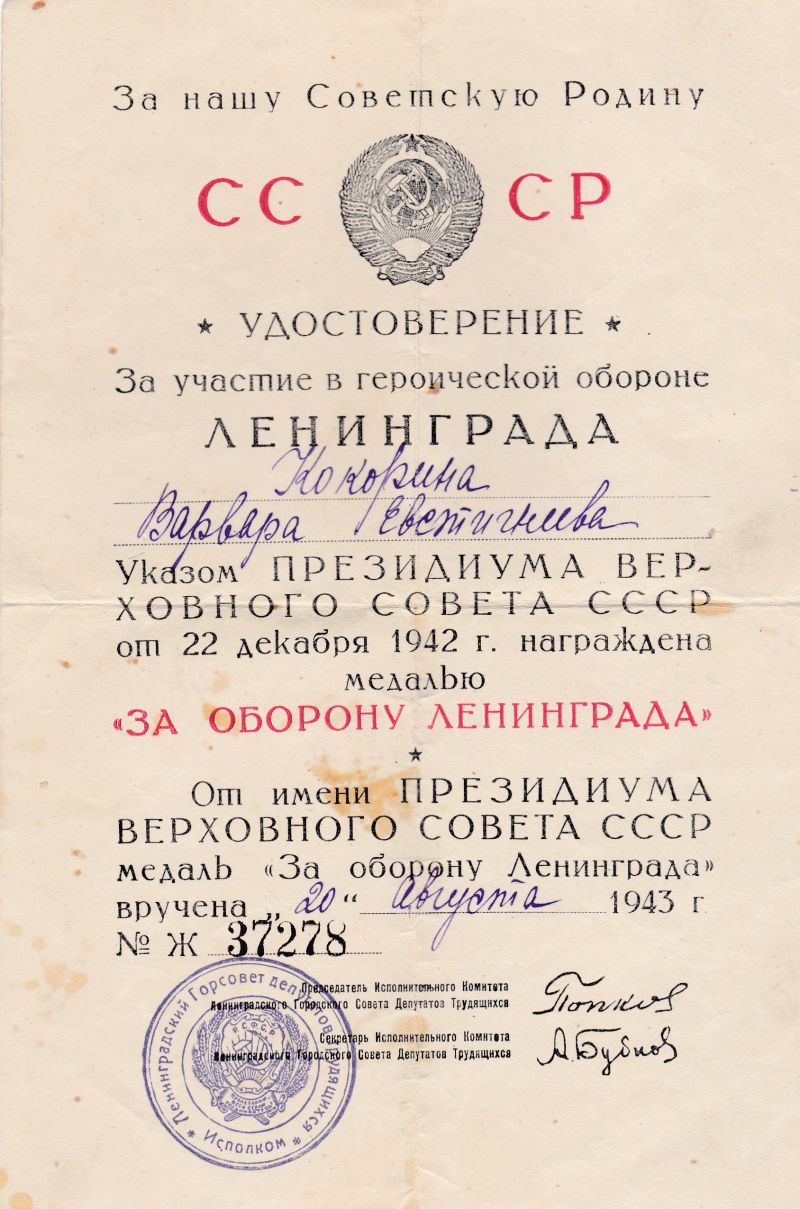 За нашу Советскую Родину
СССР
★ УДОСТОВЕРЕНИЕ ★
За участие в героической обороне
ЛЕНИНГРАДА
Кокорина
Варвара Евстигнеева
Указом ПРЕЗИДИУМА ВЕР-
ХОВНОГО СОВЕТА СССР
от 22 декабря 1942 г. награждена
медалью
«ЗА ОБОРОНУ ЛЕНИНГРАДА»
★
От имени ПРЕЗИДИУМА
ВЕРХОВНОГО СОВЕТА СССР
медаль «За оборону Ленинграда»
вручена „20“ Августа 1943 г
№ Ж 37278
Председатель Исполнительного Комитета
Ленинградского Городского Совета Депутатов Трудящихся
Попков
Секретарь Исполнительного Комитета
Ленинградского Городского Совета Депутатов Трудящихся
А.Бубнов
★ Ленинградский Горсовет депутатов трудящихся ★
Исполком
РСФСР